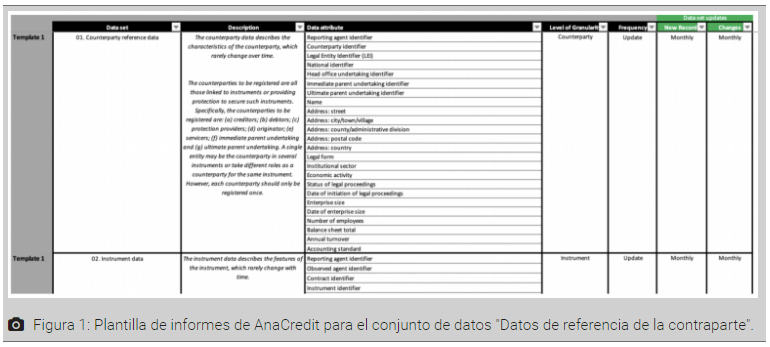 Data set updates
Data set Description Data attribute Level of Granularit Frequency New Record Changes
Template 1 01. Counterparty reference data The counterparty data describes the Reporting agent identifier Counterparty Update Monthly Monthly
characteristics of the counterparty, which Counterparty identifier
rarely change over time. Legal Entity Identifier (LEI)
National identifier
Head office undertaking identifier
The counterparties to be registered are all Immediate parent undertaking identifier
those linked to instruments or providing Ultimate parent undertaking identifier
protection to secure such instruments. Name
Specifically, the counterparties to be Address: street
registered are: (a) creditors; (b) debtors; (c) Address: city/town/village
protection providers; (d) originator; (e) Address: county/administrative division
servicers; (f) immediate parent undertaking Address: postal code
and (g) ultimate parent undertaking. A single Address: country
entity may be the counterparty in several Legal form
instruments or take different roles as a Institutional sector
counterparty for the same instrument. Economic activity
However, each counterparty should only be Status of legal proceedings
registered once. Date of initiation of legal proceedings
Enterprise size
Date of enterprise size
Number of employees
Balance sheet total
Annual turnover
Accounting standard
Template 1 02. Instrument data The instrument data describes the features of Reporting agent identifier Instrument Update Monthly Monthly
the instrument, which rarely change with Observed agent identifier
time. Contract identifier
Instrument identifier
Figura 1: Plantilla de informes de AnaCredit para el conjunto de datos "Datos de referencia de la contraparte".